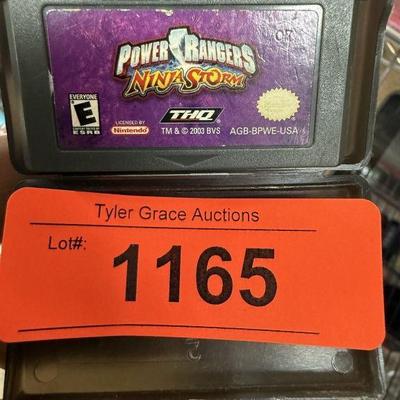 POWER RANGERS
07
NINJA STORM
EVERYONE
E
ESRB
LICENSED BY
Nintendo
THQ
TM & © 2003 BVS
AGB-BPWE-USA
Tyler Grace Auctions
Lot#:
1165